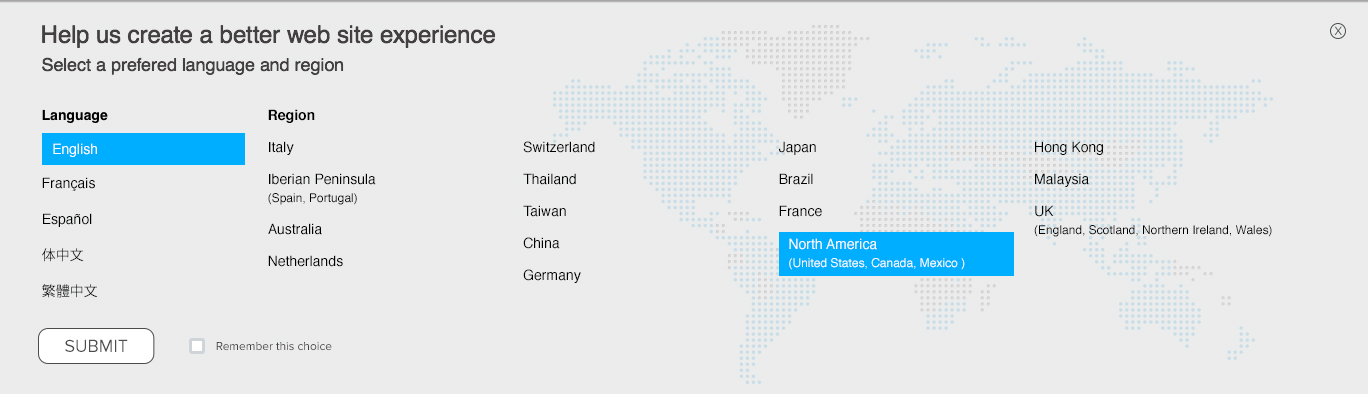 Help us create a better web site experience
Select a prefered language and region
Language
English
Français
Español
体中文
繁體中文
Region
Italy
Iberian Peninsula
(Spain, Portugal)
Australia
Netherlands
Switzerland
Thailand
Taiwan
China
Germany
Japan
Brazil
France
North America
(United States, Canada, Mexico )
Hong Kong
Malaysia
UK
(England, Scotland, Northern Ireland, Wales)
SUBMIT
Remember this choice
X